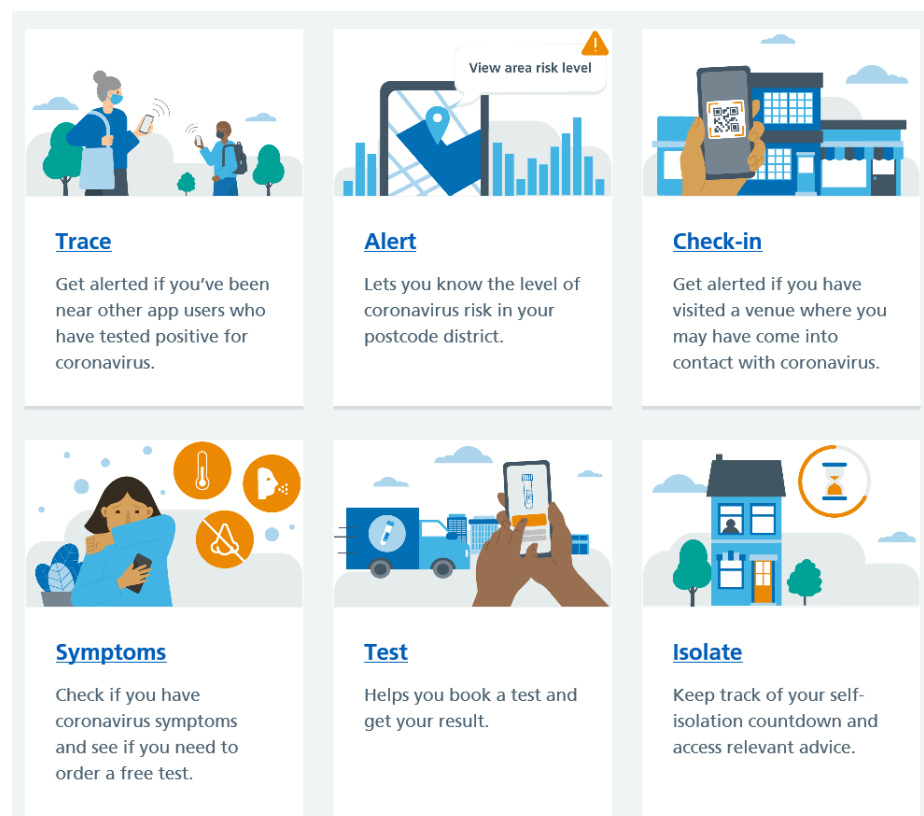 View area risk level
Trace
Get alerted if you’ve been
near other app users who
have tested positive for
coronavirus.
Alert
Lets you know the level of
coronavirus risk in your
postcode district.
Check-in
Get alerted if you have
visited a venue where you
may have come into
contact with coronavirus.
Symptoms
Check if you have
coronavirus symptoms
and see if you need to
order a free test.
Test
Helps you book a test and
get your result.
Isolate
Keep track of your self-
isolation countdown and
access relevant advice.